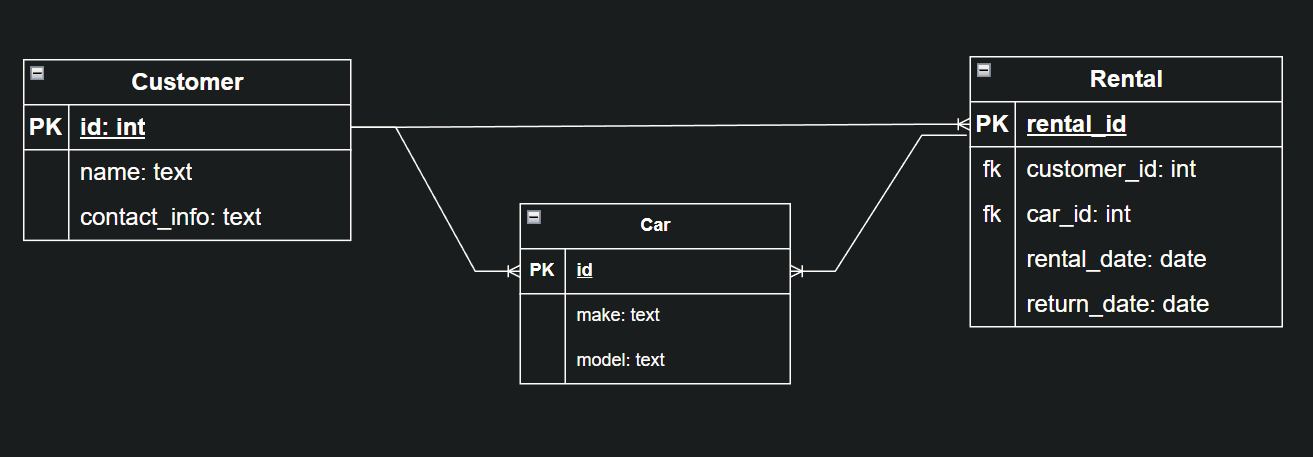 Customer
PK id: int
name: text
contact_info: text
Car
PK id
make: text
model: text
Rental
PK rental_id
fk customer_id: int
fk car_id: int
rental_date: date
return_date: date